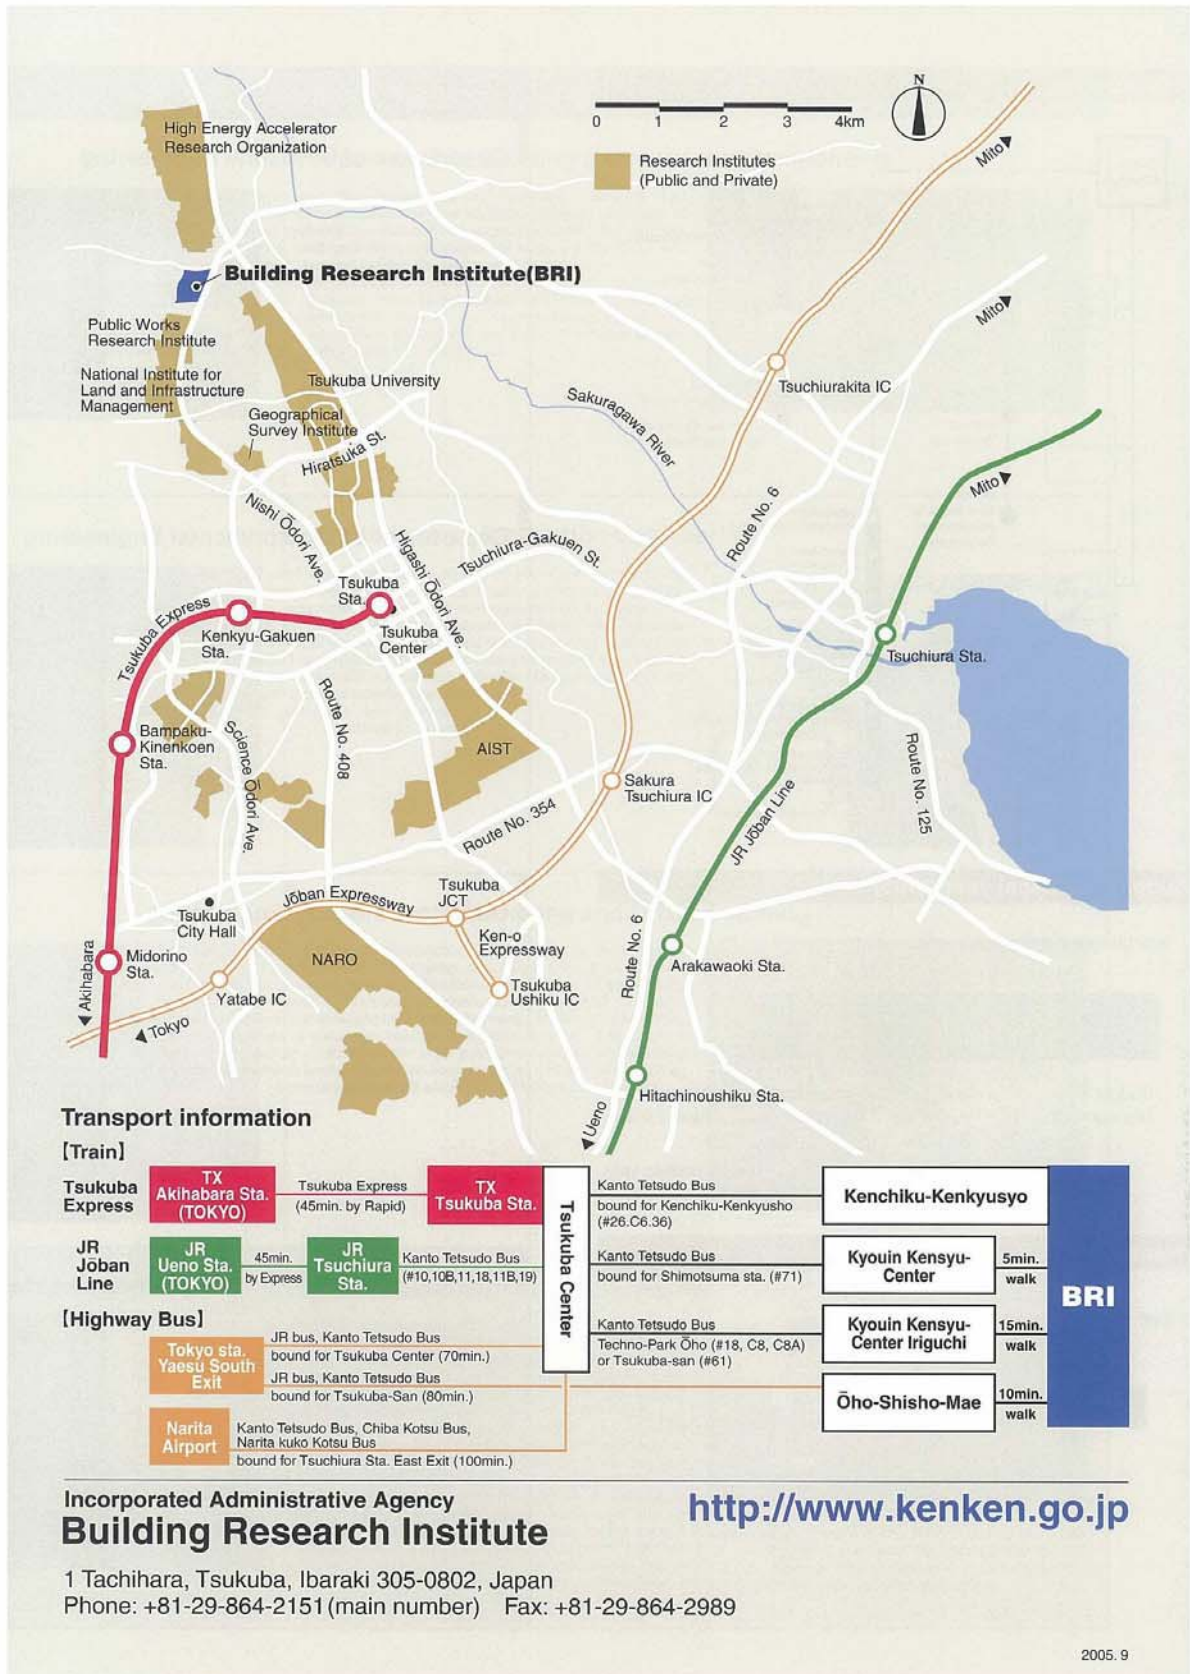 N
0 1 2 3 4km
Mito▶
High Energy Accelerator
Research Organization
Research Institutes
(Public and Private)
Building Research Institute(BRI)
Mito▶
Public Works
Research Institute
National Institute for
Land and Infrastructure
Management
Tsukuba University
Tsuchiurakita IC
Sakuragawa River
Geographical
Survey Institute
Hiratsuka St.
Mito▶
Nishi Ōdori Ave.
Higashi Ōdori Ave.
Tsuchiura-Gakuen St.
Route No. 6
Tsukuba
Sta.
Tsukuba Express
Kenkyu-Gakuen
Sta.
Tsukuba
Center
Tsuchiura Sta.
Route No. 408
Bampaku-
Kinenkoen
Sta.
Science Ōdori Ave.
AIST
Sakura
Tsuchiura IC
Route No. 125
JR Jōban Line
Route No. 354
Tsukuba
JCT
Jōban Expressway
Tsukuba
City Hall
Ken-o
Expressway
Route No. 6
◀Akihabara
Midorino
Sta.
NARO
Arakawaoki Sta.
Yatabe IC
Tsukuba
Ushiku IC
◀Tokyo
Hitachinoushiku Sta.
◀Ueno
Transport information
【Train】
Tsukuba
Express
TX
Akihabara Sta.
(TOKYO)
Tsukuba Express
(45min. by Rapid)
TX
Tsukuba Sta.
Tsukuba Center
Kanto Tetsudo Bus
bound for Kenchiku-Kenkyusho
(#26.C6.36)
Kenchiku-Kenkyusyo
JR
Jōban
Line
JR
Ueno Sta.
(TOKYO)
45min.
by Express
JR
Tsuchiura
Sta.
Kanto Tetsudo Bus
(#10,10B,11,18,11B,19)
Kanto Tetsudo Bus
bound for Shimotsuma sta. (#71)
Kyouin Kensyu-
Center
5min.
walk
BRI
【Highway Bus】
Tokyo sta.
Yaesu South
Exit
JR bus, Kanto Tetsudo Bus
bound for Tsukuba Center (70min.)
JR bus, Kanto Tetsudo Bus
bound for Tsukuba-San (80min.)
Kanto Tetsudo Bus
Techno-Park Ōho (#18, C8, C8A)
or Tsukuba-san (#61)
Kyouin Kensyu-
Center Iriguchi
15min.
walk
Ōho-Shisho-Mae
10min.
walk
Narita
Airport
Kanto Tetsudo Bus, Chiba Kotsu Bus,
Narita kuko Kotsu Bus
bound for Tsuchiura Sta. East Exit (100min.)
Incorporated Administrative Agency
Building Research Institute
http://www.kenken.go.jp
1 Tachihara, Tsukuba, Ibaraki 305-0802, Japan
Phone: +81-29-864-2151(main number) Fax: +81-29-864-2989
2005. 9